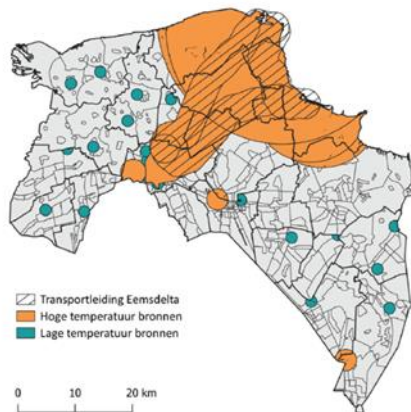 Transportleiding Eemsdelta
Hoge temperatuur bronnen
Lage temperatuur bronnen
0 10 20 km